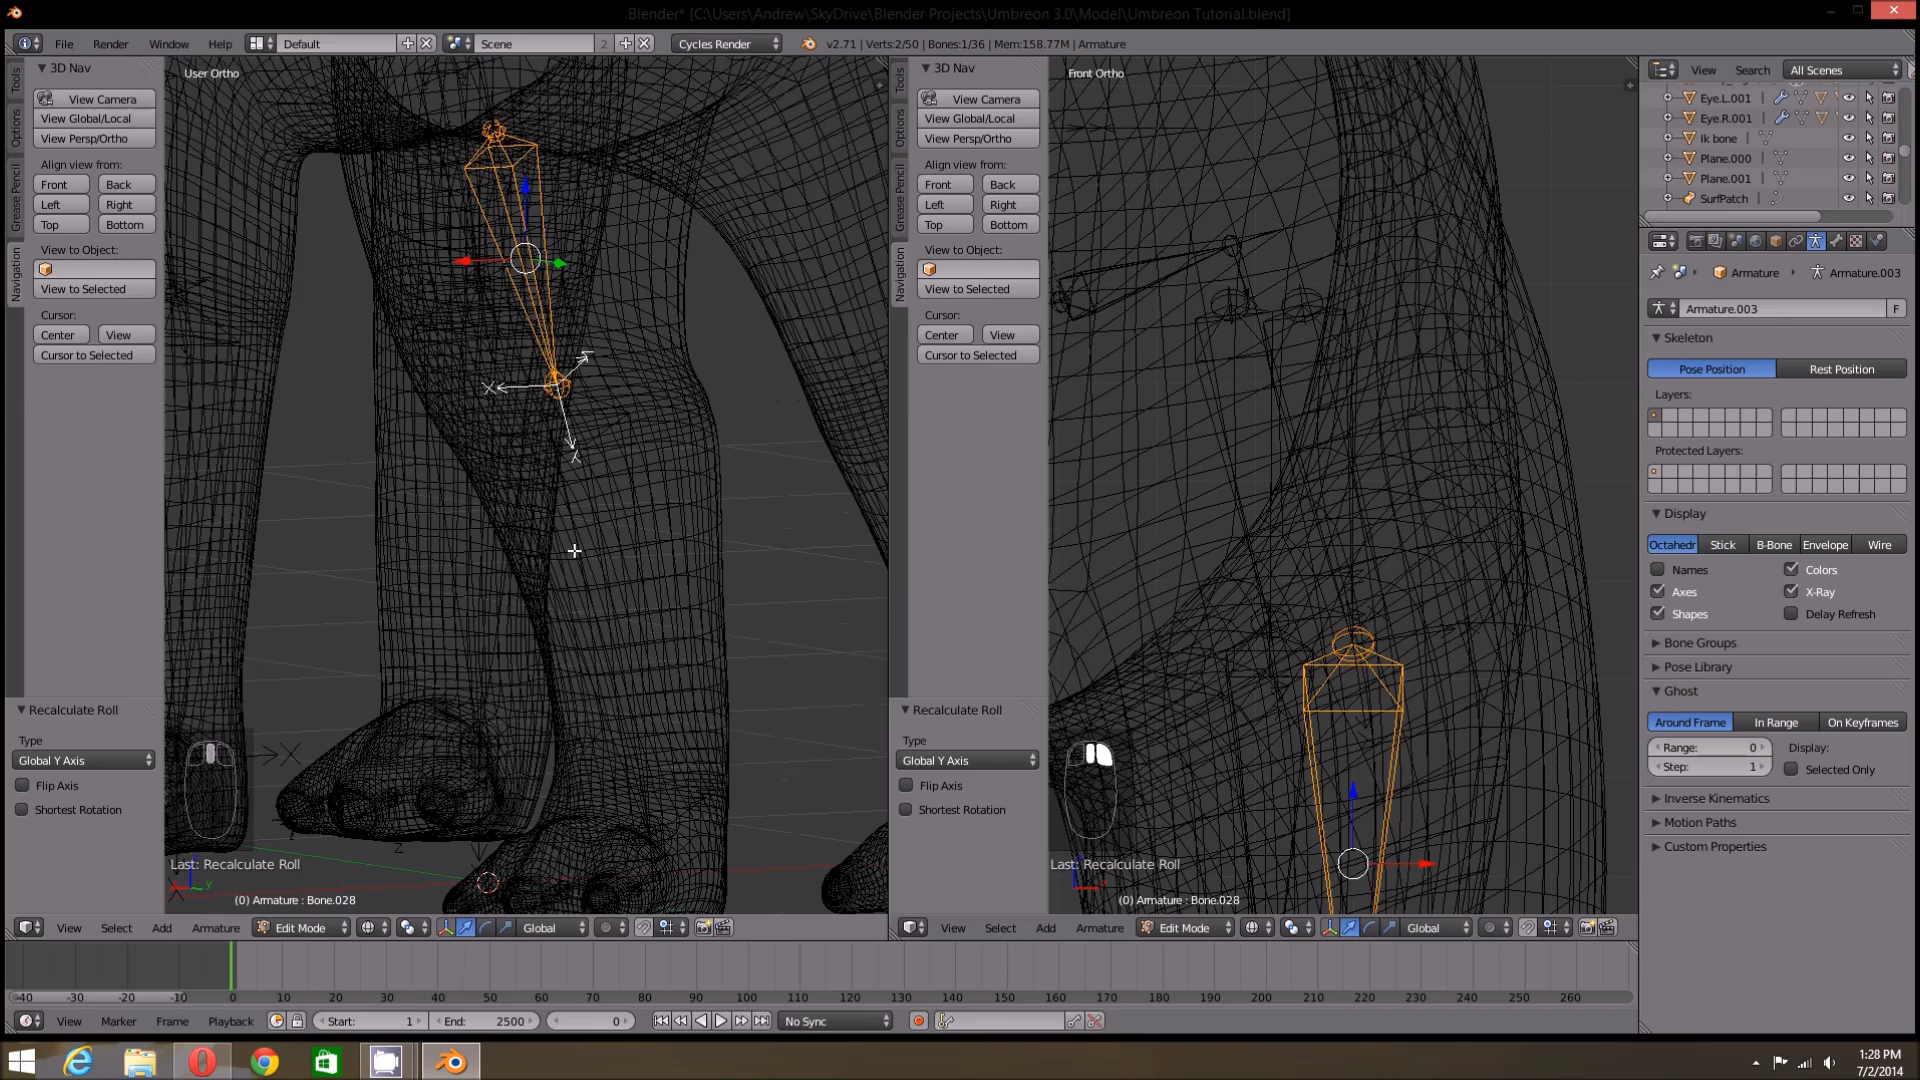 Blender* [C:\Users\Andrew\SkyDrive\Blender Projects\Umbreon 3.0\Model\Umbreon Tutorial.blend]
File Render Window Help Default Scene 2 Cycles Render v2.71 | Verts:2/50 | Bones:1/36 | Mem:158.77M | Armature
3D Nav
View Camera
View Global/Local
View Persp/Ortho
Align view from:
Front Back
Left Right
Top Bottom
View to Object:
View to Selected
Cursor:
Center View
Cursor to Selected
Tools
Options
Grease Pencil
Navigation
Recalculate Roll
Type
Global Y Axis
Flip Axis
Shortest Rotation
User Ortho
X
X
Z
Last: Recalculate Roll
y
(0) Armature : Bone.028
View Select Add Armature Edit Mode Global
3D Nav
View Camera
View Global/Local
View Persp/Ortho
Align view from:
Front Back
Left Right
Top Bottom
View to Object:
View to Selected
Cursor:
Center View
Cursor to Selected
Tools
Options
Grease Pencil
Navigation
Recalculate Roll
Type
Global Y Axis
Flip Axis
Shortest Rotation
Front Ortho
Last: Recalculate Roll
(0) Armature : Bone.028
View Select Add Armature Edit Mode Global
View Search All Scenes
Eye.L.001
Eye.R.001
Ik bone
Plane.000
Plane.001
SurfPatch
Armature Armature.003
Armature.003 F
Skeleton
Pose Position Rest Position
Layers:
Protected Layers:
Display
Octahedr Stick B-Bone Envelope Wire
Names Colors
Axes X-Ray
Shapes Delay Refresh
Bone Groups
Pose Library
Ghost
Around Frame In Range On Keyframes
Range: 0 Display:
Step: 1 Selected Only
Inverse Kinematics
Motion Paths
Custom Properties
-40 -30 -20 -10 0 10 20 30 40 50 60 70 80 90 100 110 120 130 140 150 160 170 180 190 200 210 220 230 240 250 260
View Marker Frame Playback Start: 1 End: 2500 0 No Sync
1:28 PM
7/2/2014